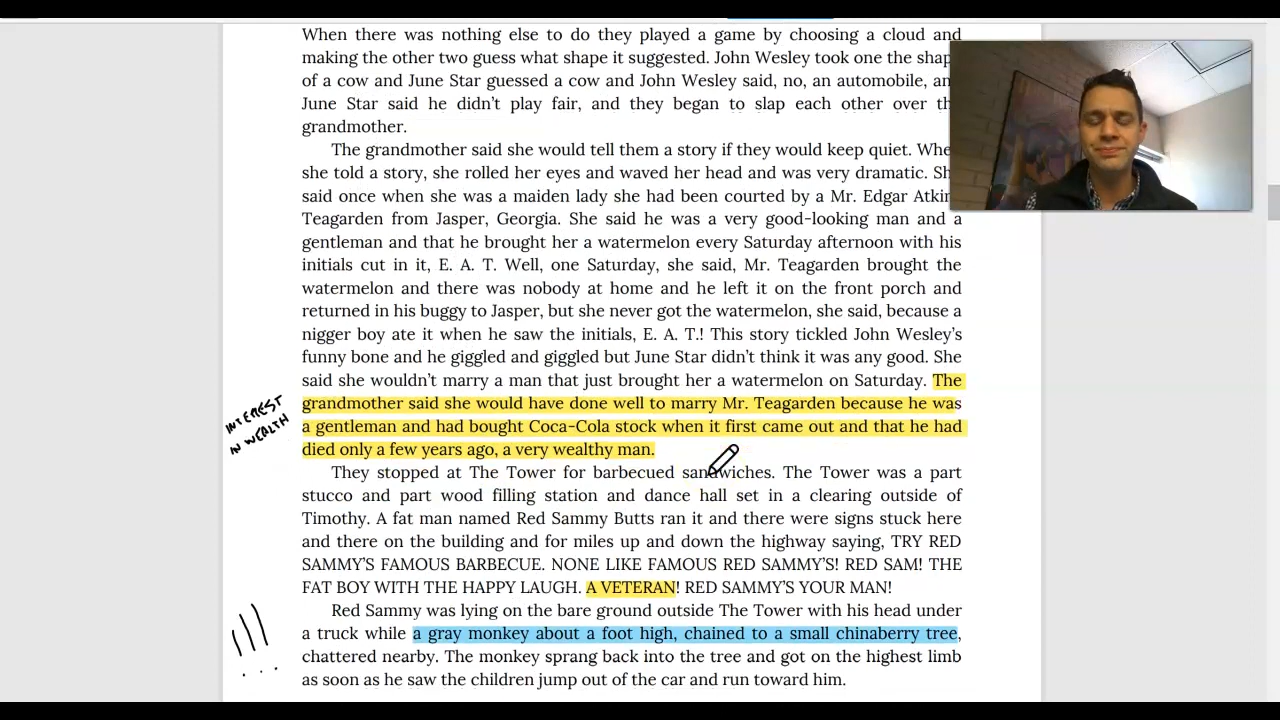 When there was nothing else to do they played a game by choosing a cloud and
making the other two guess what shape it suggested. John Wesley took one the shap
of a cow and June Star guessed a cow and John Wesley said, no, an automobile, an
June Star said he didn’t play fair, and they began to slap each other over th
grandmother.
The grandmother said she would tell them a story if they would keep quiet. Whe
she told a story, she rolled her eyes and waved her head and was very dramatic. Sh
said once when she was a maiden lady she had been courted by a Mr. Edgar Atkin
Teagarden from Jasper, Georgia. She said he was a very good-looking man and a
gentleman and that he brought her a watermelon every Saturday afternoon with his
initials cut in it, E. A. T. Well, one Saturday, she said, Mr. Teagarden brought the
watermelon and there was nobody at home and he left it on the front porch and
returned in his buggy to Jasper, but she never got the watermelon, she said, because a
nigger boy ate it when he saw the initials, E. A. T.! This story tickled John Wesley’s
funny bone and he giggled and giggled but June Star didn’t think it was any good. She
said she wouldn’t marry a man that just brought her a watermelon on Saturday. The
grandmother said she would have done well to marry Mr. Teagarden because he was
a gentleman and had bought Coca-Cola stock when it first came out and that he had
died only a few years ago, a very wealthy man.
INTEREST
IN WEALTH
They stopped at The Tower for barbecued sandwiches. The Tower was a part
stucco and part wood filling station and dance hall set in a clearing outside of
Timothy. A fat man named Red Sammy Butts ran it and there were signs stuck here
and there on the building and for miles up and down the highway saying, TRY RED
SAMMY’S FAMOUS BARBECUE. NONE LIKE FAMOUS RED SAMMY’S! RED SAM! THE
FAT BOY WITH THE HAPPY LAUGH. A VETERAN! RED SAMMY’S YOUR MAN!
Red Sammy was lying on the bare ground outside The Tower with his head under
a truck while a gray monkey about a foot high, chained to a small chinaberry tree,
chattered nearby. The monkey sprang back into the tree and got on the highest limb
as soon as he saw the children jump out of the car and run toward him.
!!!